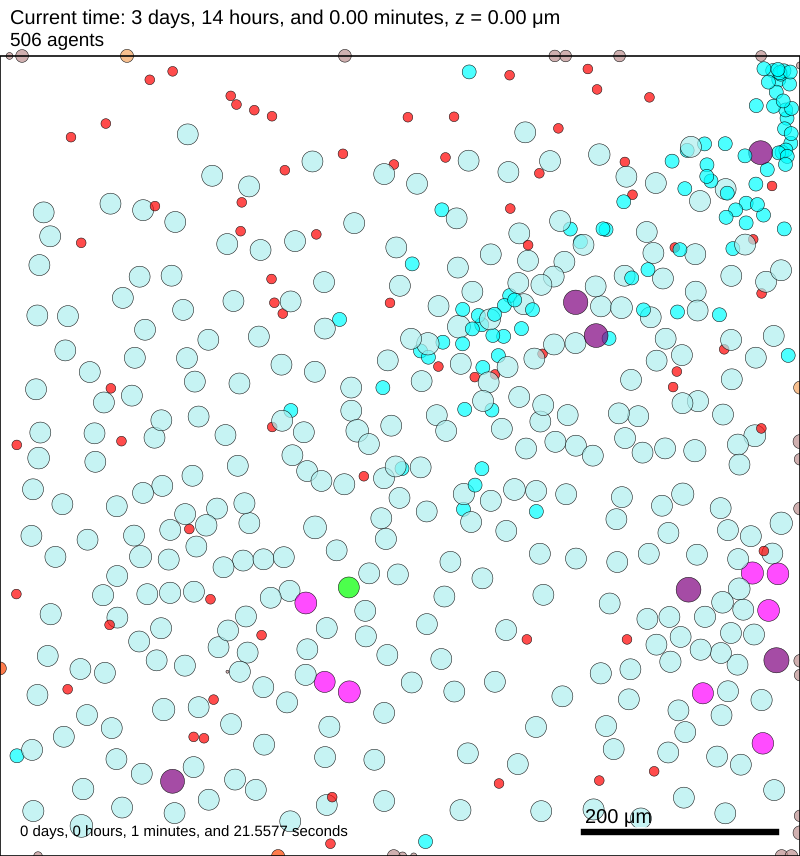 Current time: 3 days, 14 hours, and 0.00 minutes, z = 0.00 μm
506 agents
200 μm
0 days, 0 hours, 1 minutes, and 21.5577 seconds